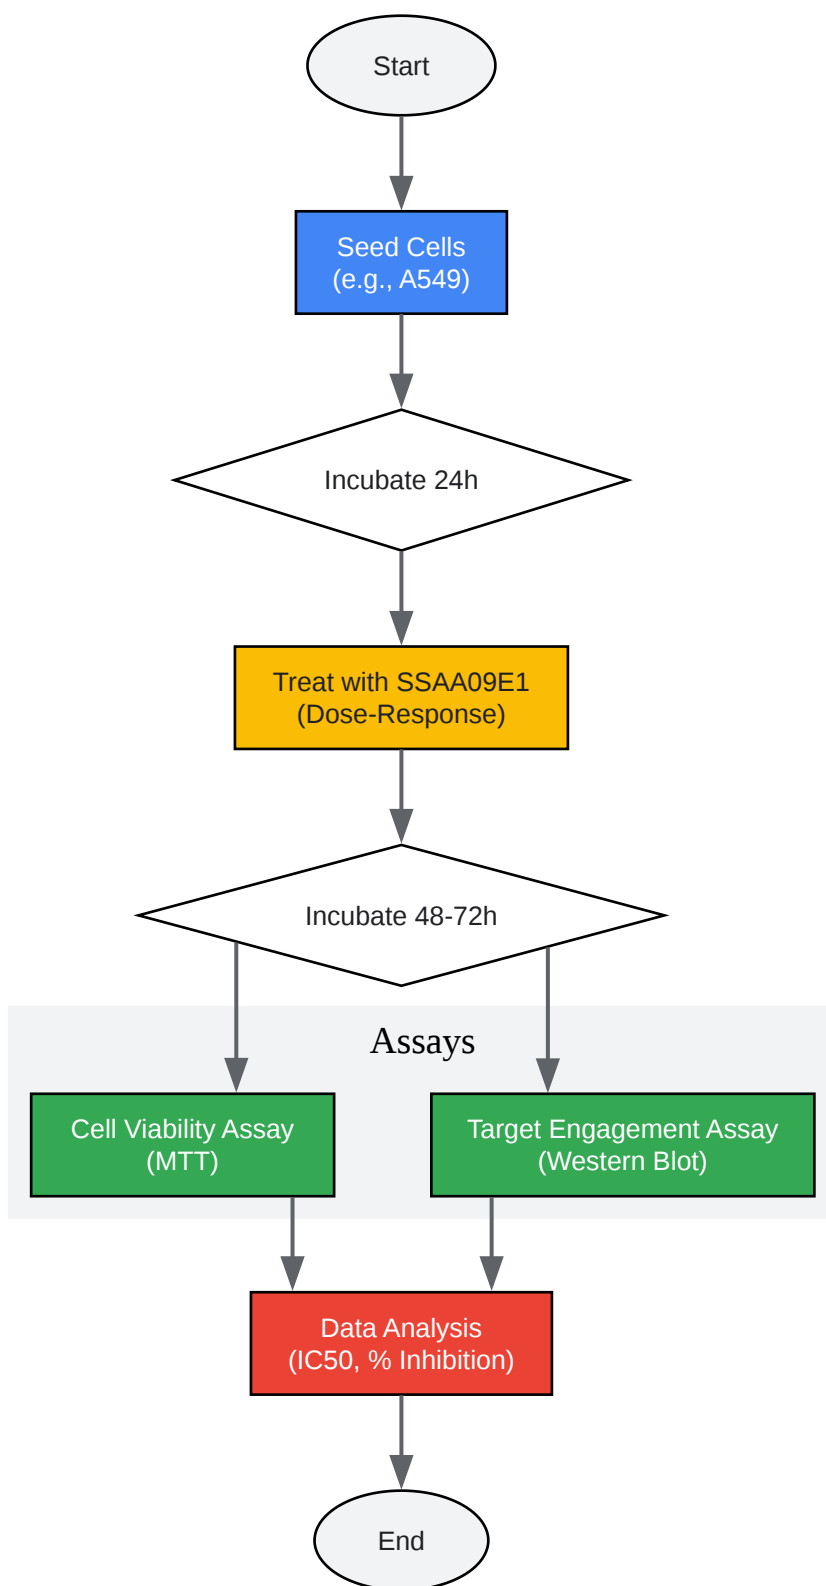 Start
Seed Cells
(e.g., A549)
Incubate 24h
Treat with SSAA09E1
(Dose-Response)
Incubate 48-72h
Assays
Cell Viability Assay
(MTT)
Target Engagement Assay
(Western Blot)
Data Analysis
(IC50, % Inhibition)
End